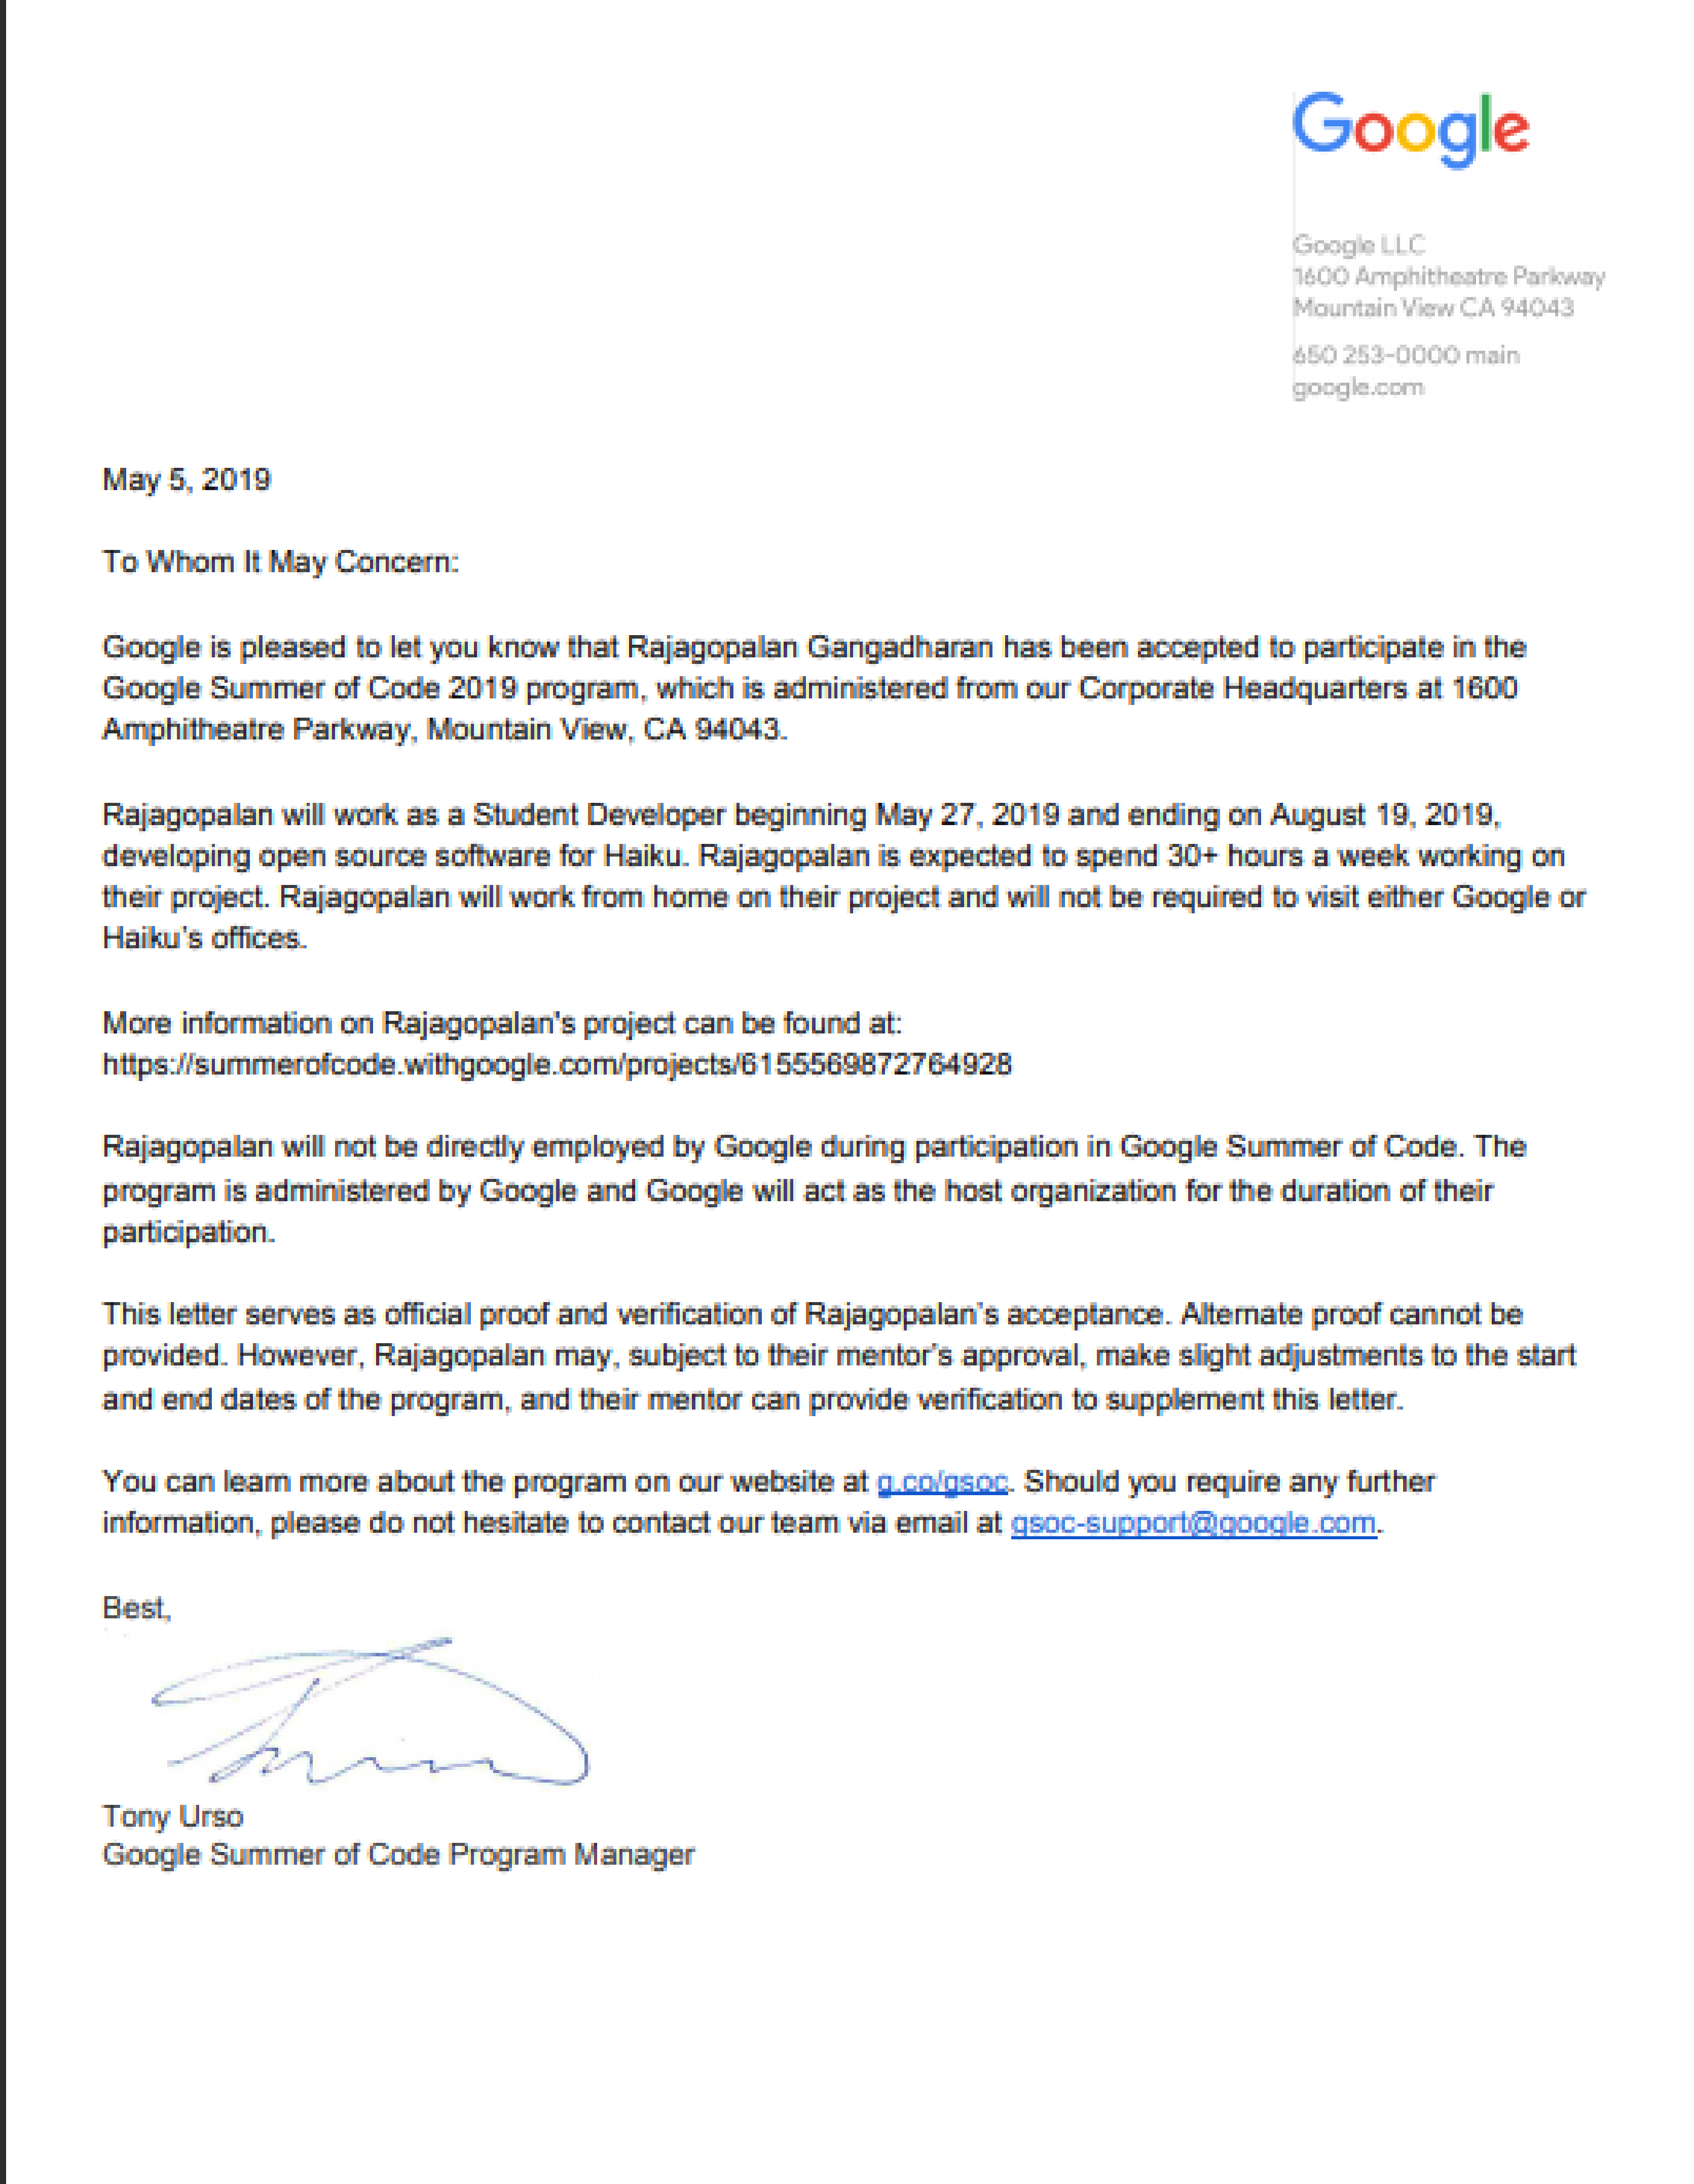 Google
Google LLC
1600 Amphitheatre Parkway
Mountain View CA 94043
650 253-0000 main
google.com
May 5, 2019
To Whom It May Concern:
Google is pleased to let you know that Rajagopalan Gangadharan has been accepted to participate in the
Google Summer of Code 2019 program, which is administered from our Corporate Headquarters at 1600
Amphitheatre Parkway, Mountain View, CA 94043.
Rajagopalan will work as a Student Developer beginning May 27, 2019 and ending on August 19, 2019,
developing open source software for Haiku. Rajagopalan is expected to spend 30+ hours a week working on
their project. Rajagopalan will work from home on their project and will not be required to visit either Google or
Haiku's offices.
More information on Rajagopalan's project can be found at:
https://summerofcode.withgoogle.com/projects/6155569872764928
Rajagopalan will not be directly employed by Google during participation in Google Summer of Code. The
program is administered by Google and Google will act as the host organization for the duration of their
participation.
This letter serves as official proof and verification of Rajagopalan's acceptance. Alternate proof cannot be
provided. However, Rajagopalan may, subject to their mentor's approval, make slight adjustments to the start
and end dates of the program, and their mentor can provide verification to supplement this letter.
You can learn more about the program on our website at g.co/gsoc. Should you require any further
information, please do not hesitate to contact our team via email at gsoc-support@google.com.
Best,
Tony Urso
Google Summer of Code Program Manager